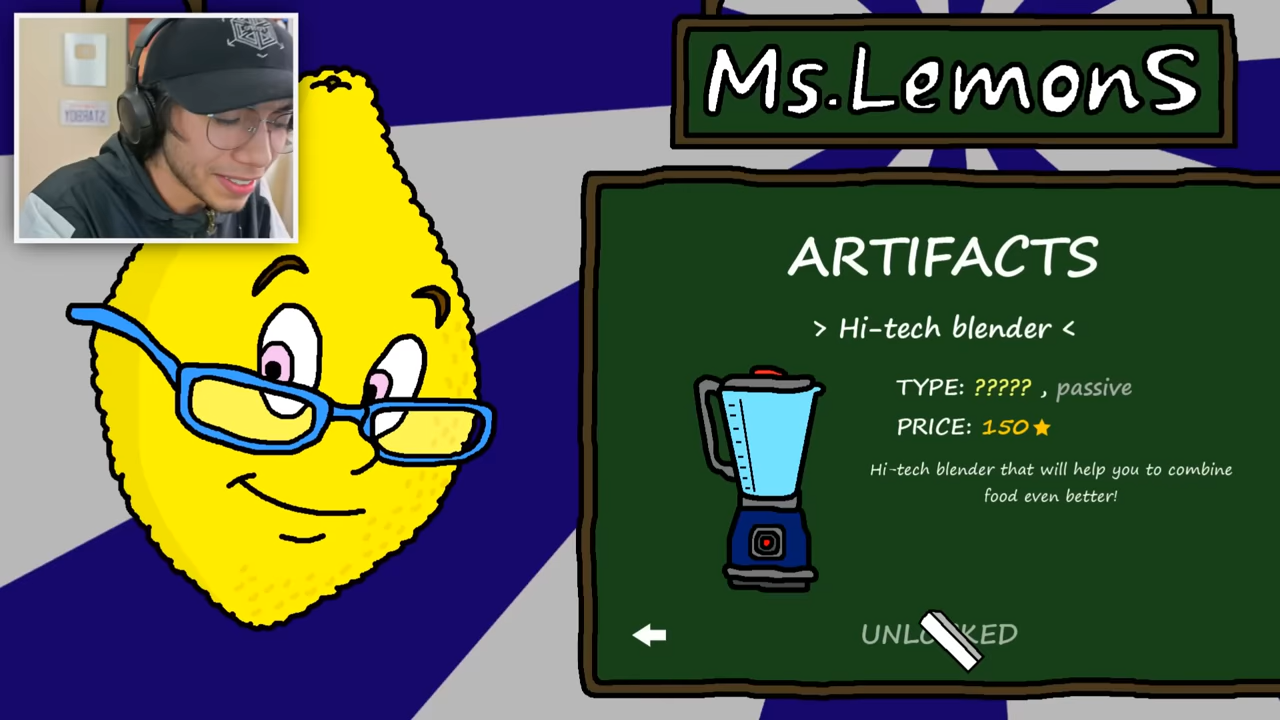 Ms.LemonS
ARTIFACTS
> Hi-tech blender <
TYPE: ????? , passive
PRICE: 150★
Hi-tech blender that will help you to combine
food even better!
UNLOCKED